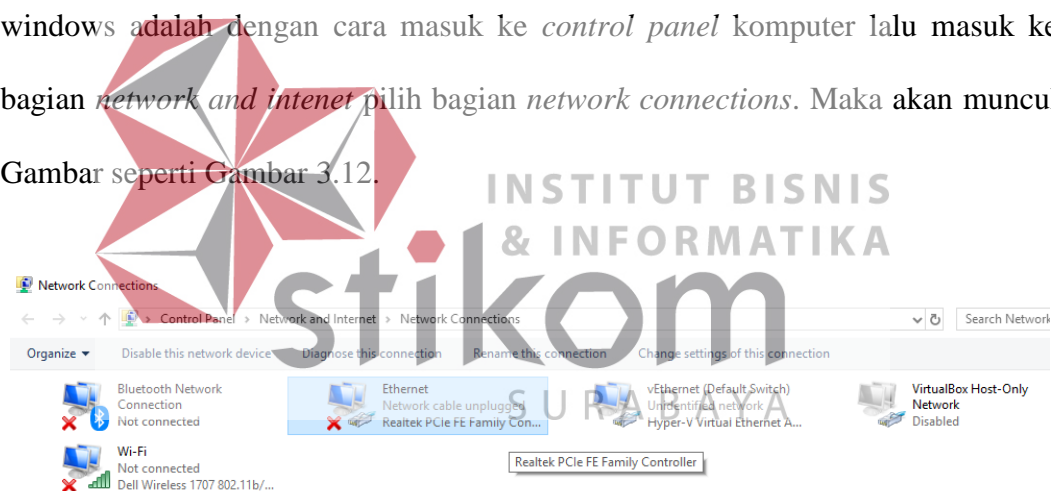 windows adalah dengan cara masuk ke control panel komputer lalu masuk ke
bagian network and intenet pilih bagian network connections. Maka akan muncul
Gambar seperti Gambar 3.12.
INSTITUT BISNIS
& INFORMATIKA
stikom
SURABAYA
Network Connections
Control Panel > Network and Internet > Network Connections
Search Network
Organize
Disable this network device
Diagnose this connection
Rename this connection
Change settings of this connection
Bluetooth Network
Connection
Not connected
Ethernet
Network cable unplugged
Realtek PCIe FE Family Con...
vEthernet (Default Switch)
Unidentified network
Hyper-V Virtual Ethernet A...
VirtualBox Host-Only
Network
Disabled
Wi-Fi
Not connected
Dell Wireless 1707 802.11b/...
Realtek PCIe FE Family Controller